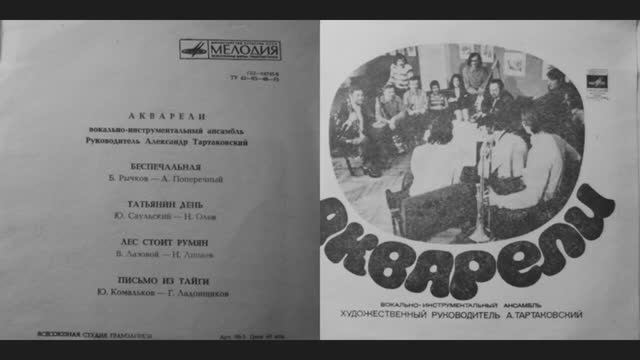 МЕЛОДИЯ
АКВАРЕЛИ
вокально-инструментальный ансамбль
Руководитель Александр Тартаковский
БЕСПЕЧАЛЬНАЯ
Б. Рычков — А. Поперечный
ТАТЬЯНИН ДЕНЬ
Ю. Саульский — Н. Олев
ЛЕС СТОИТ РУМЯН
В. Лазовой — И.
ПИСЬМО ИЗ ТАЙГИ
Ю. Комальков — Г. Ладонщиков
ВСЕСОЮЗНАЯ СТУДИЯ ГРАМЗАПИСИ
акварели
ВОКАЛЬНО-ИНСТРУМЕНТАЛЬНЫЙ АНСАМБЛЬ
ХУДОЖЕСТВЕННЫЙ РУКОВОДИТЕЛЬ А.ТАРТАКОВСКИЙ